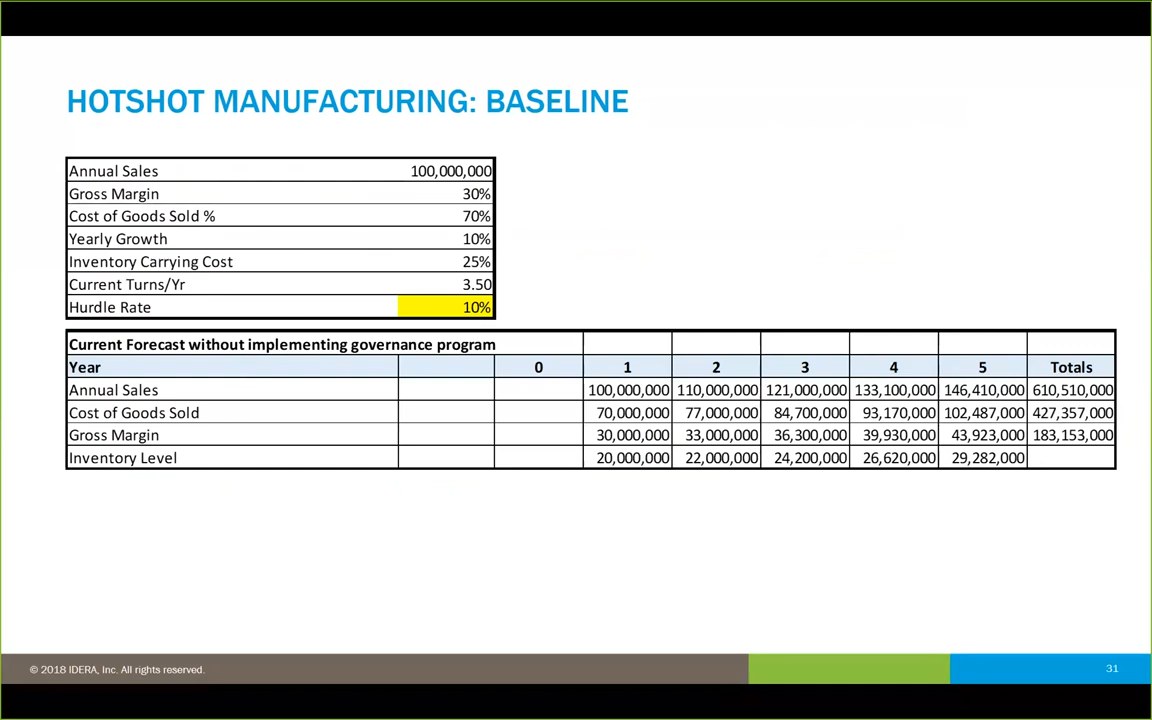 HOTSHOT MANUFACTURING: BASELINE
Annual Sales 100,000,000
Gross Margin 30%
Cost of Goods Sold % 70%
Yearly Growth 10%
Inventory Carrying Cost 25%
Current Turns/Yr 3.50
Hurdle Rate 10%
Current Forecast without implementing governance program
Year 0 1 2 3 4 5 Totals
Annual Sales 100,000,000 110,000,000 121,000,000 133,100,000 146,410,000 610,510,000
Cost of Goods Sold 70,000,000 77,000,000 84,700,000 93,170,000 102,487,000 427,357,000
Gross Margin 30,000,000 33,000,000 36,300,000 39,930,000 43,923,000 183,153,000
Inventory Level 20,000,000 22,000,000 24,200,000 26,620,000 29,282,000
© 2018 IDERA, Inc. All rights reserved. 31